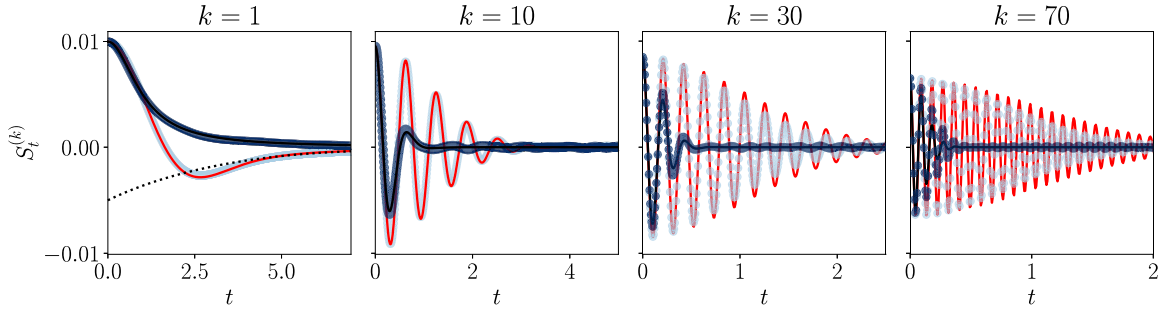 k = 1
k = 10
k = 30
k = 70
S_t^{(k)}
0.01
0.00
−0.01
0.0 2.5 5.0
0 2 4
0 1 2
0 1 2
t
t
t
t